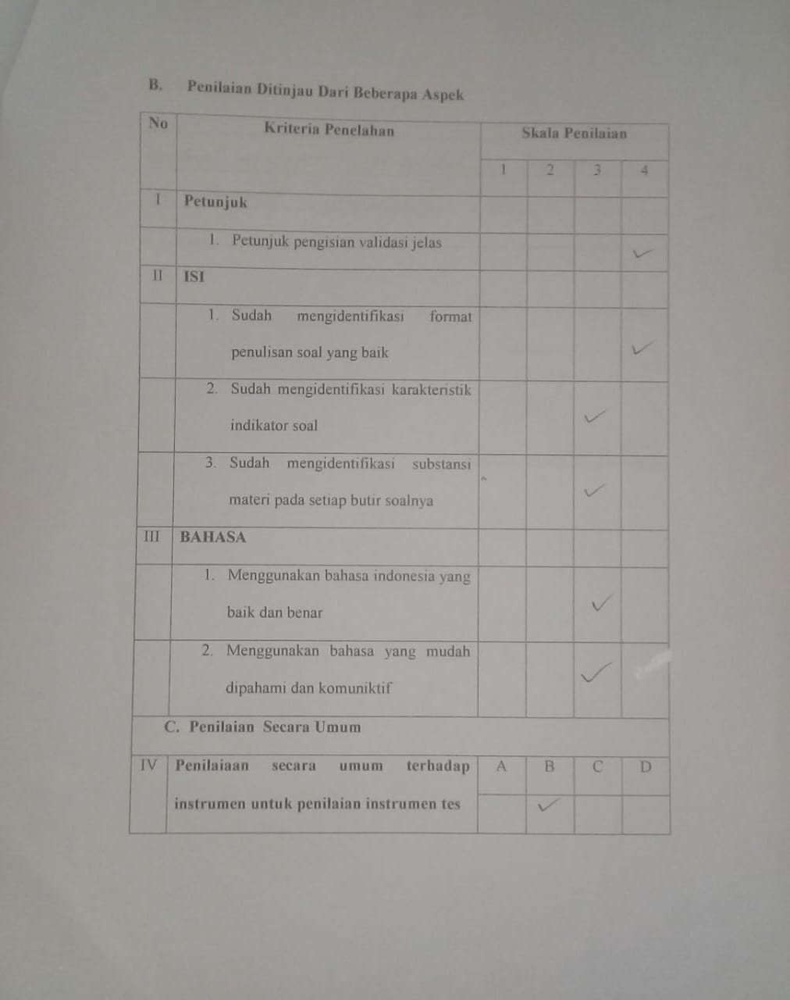 B. Penilaian Ditinjau Dari Beberapa Aspek
No Kriteria Penelahan Skala Penilaian
1 2 3 4
I Petunjuk
1. Petunjuk pengisian validasi jelas ✓
II ISI
1. Sudah mengidentifikasi format
penulisan soal yang baik ✓
2. Sudah mengidentifikasi karakteristik
indikator soal ✓
3. Sudah mengidentifikasi substansi
materi pada setiap butir soalnya ✓
III BAHASA
1. Menggunakan bahasa indonesia yang
baik dan benar ✓
2. Menggunakan bahasa yang mudah
dipahami dan komuniktif ✓
C. Penilaian Secara Umum
IV Penilaiaan secara umum terhadap A B C D
instrumen untuk penilaian instrumen tes ✓